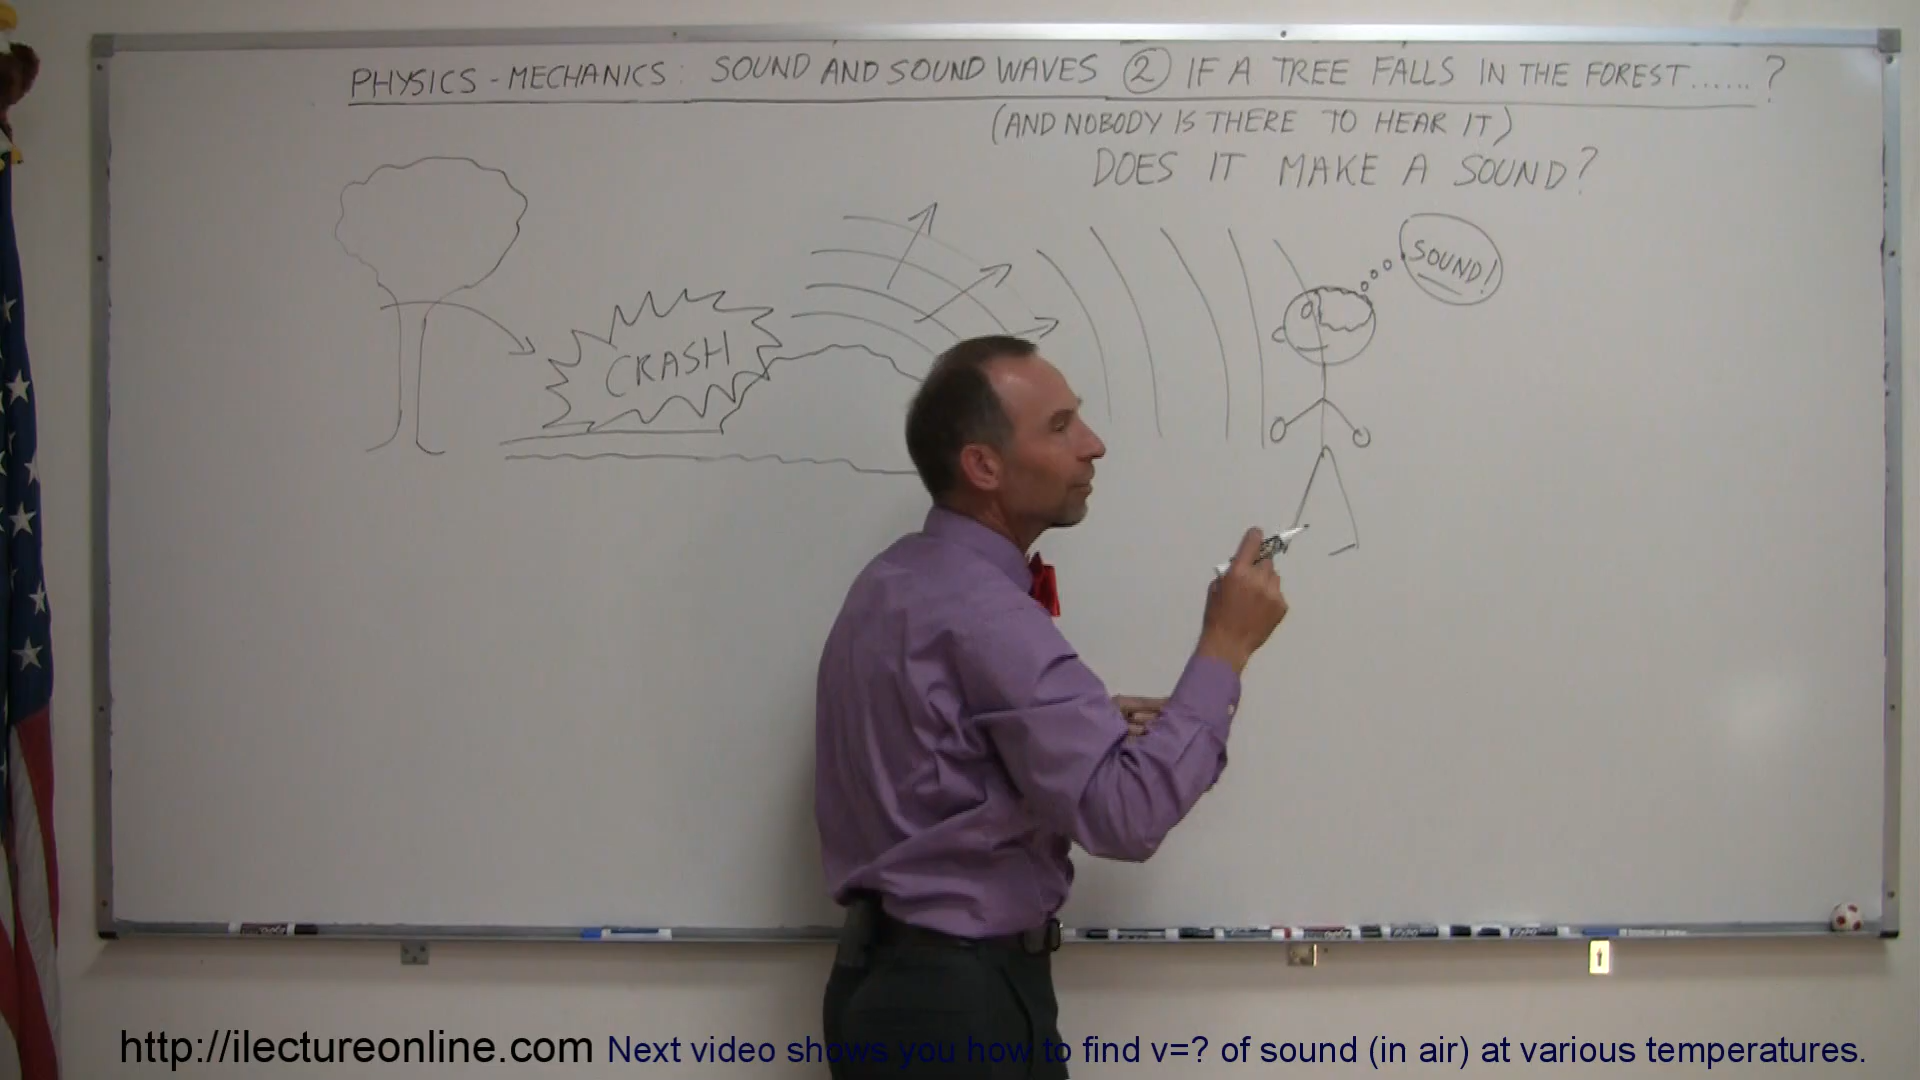 PHYSICS - MECHANICS: SOUND AND SOUND WAVES ② IF A TREE FALLS IN THE FOREST......?
(AND NOBODY IS THERE TO HEAR IT)
DOES IT MAKE A SOUND?
SOUND!
CRASH
http://ilectureonline.com Next video shows you how to find v=? of sound (in air) at various temperatures.